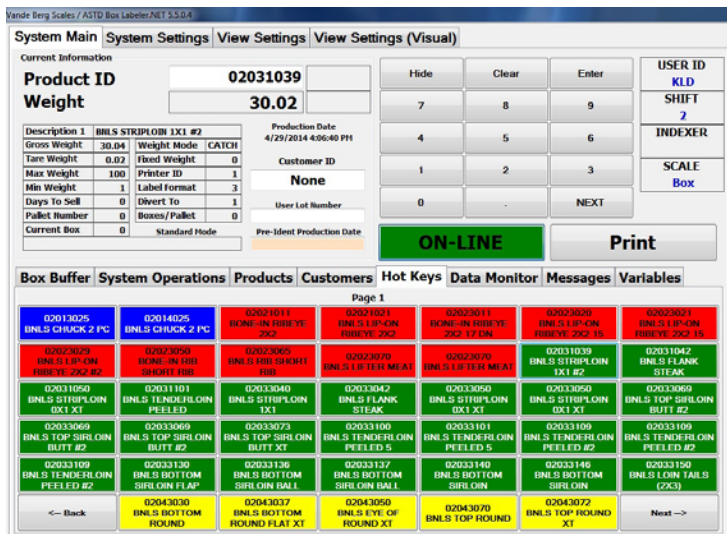 Vande Berg Scales / ASTD Box Labeler.NET 5.5.0.4
System Main System Settings View Settings View Settings (Visual)
Current Information
Product ID 02031039
Weight 30.02
Description 1 BNLS STRIPLOIN 1X1 #2
Gross Weight 30.04 Weight Mode CATCH
Tare Weight 0.02 Fixed Weight 0
Max Weight 100 Printer ID 1
Min Weight 1 Label Format 3
Days To Sell 0 Divert To 1
Pallet Number 0 Boxes/Pallet 0
Current Box 0 Standard Mode
Production Date
4/29/2014 4:06:40 PM
Customer ID
None
User Lot Number
Pre-Ident Production Date
Hide Clear Enter
7 8 9
4 5 6
1 2 3
0 . NEXT
USER ID
KLD
SHIFT
2
INDEXER
SCALE
Box
ON-LINE Print
Box Buffer System Operations Products Customers Hot Keys Data Monitor Messages Variables
Page 1
02013025 02014025 02021011 02021021 02023011 02023020 02023021
BNLS CHUCK 2 PC BNLS CHUCK 2 PC BONE-IN RIBEYE 2X2 BNLS LIP-ON RIBEYE 2X2 BONE-IN RIBEYE 2X2 17 DN BNLS LIP-ON RIBEYE 2X2 15 BNLS LIP-ON RIBEYE 2X2 15
02023029 02023050 02023065 02023070 02023070 02031039 02031042
BNLS LIP-ON RIBEYE 2X2 #2 BONE-IN RIB SHORT RIB BNLS RIB SHORT RIB BNLS LIFTER MEAT BNLS LIFTER MEAT BNLS STRIPLOIN 1X1 #2 BNLS FLANK STEAK
02031050 02031101 02033040 02033042 02033050 02033050 02033069
BNLS STRIPLOIN 0X1 XT BNLS TENDERLOIN PEELED BNLS STRIPLOIN 1X1 BNLS FLANK STEAK BNLS STRIPLOIN 0X1 XT BNLS STRIPLOIN 0X1 XT BNLS TOP SIRLOIN BUTT #2
02033069 02033069 02033073 02033100 02033101 02033109 02033109
BNLS TOP SIRLOIN BUTT #2 BNLS TOP SIRLOIN BUTT #2 BNLS TOP SIRLOIN BUTT XT BNLS TENDERLOIN PEELED 5 BNLS TENDERLOIN PEELED 5 BNLS TENDERLOIN PEELED #2 BNLS TENDERLOIN PEELED #2
02033109 02033130 02033136 02033137 02033140 02033146 02033150
BNLS TENDERLOIN PEELED #2 BNLS BOTTOM SIRLOIN FLAP BNLS BOTTOM SIRLOIN BALL BNLS BOTTOM SIRLOIN BALL BNLS BOTTOM SIRLOIN BNLS BOTTOM SIRLOIN BNLS LOIN TAILS (2X3)
<-- Back 02043030 02043037 02043050 02043070 02043072 Next -->
BNLS BOTTOM ROUND BNLS BOTTOM ROUND FLAT XT BNLS EYE OF ROUND XT BNLS TOP ROUND BNLS TOP ROUND XT